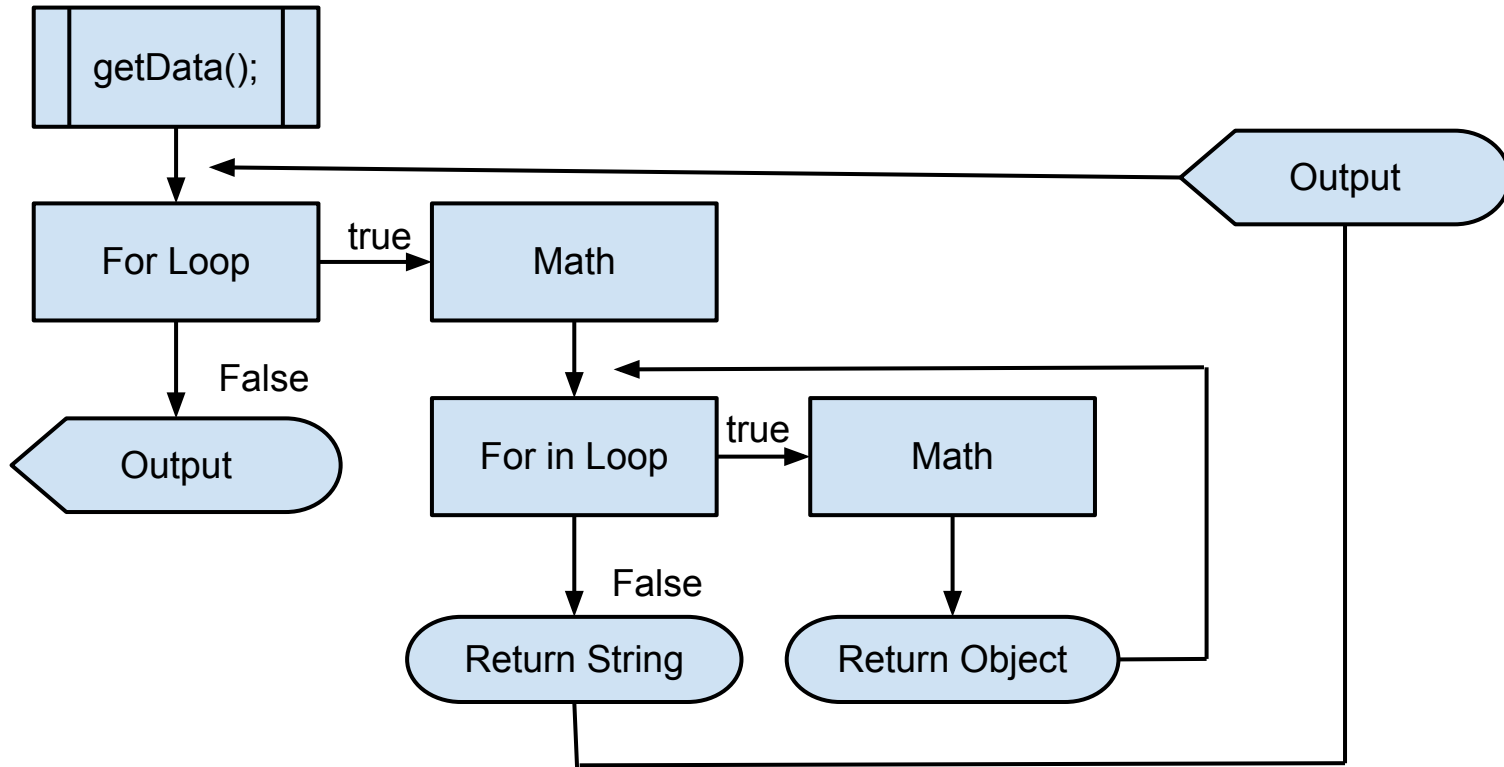 getData();
Output
For Loop
true
Math
False
Output
For in Loop
true
Math
False
Return String
Return Object